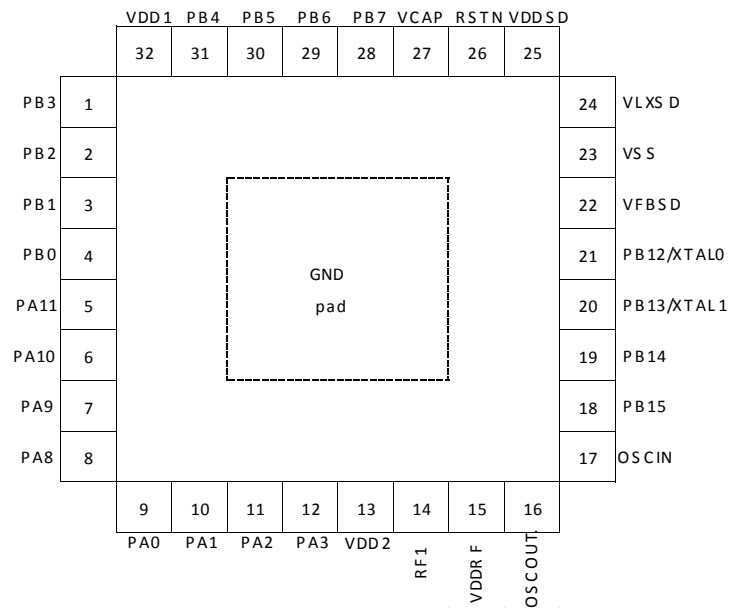 VDD1 PB4 PB5 PB6 PB7 VCAP RSTN VDDSD
32 31 30 29 28 27 26 25
PB3 1 24 VLXSD
PB2 2 23 VSS
PB1 3 22 VFBSD
PB0 4 21 PB12/XTAL0
GND
PA11 5 20 PB13/XTAL1
pad
PA10 6 19 PB14
PA9 7 18 PB15
PA8 8 17 OSCIN
9 10 11 12 13 14 15 16
PA0 PA1 PA2 PA3 VDD2 RF1 VDDRF OSCOUT.